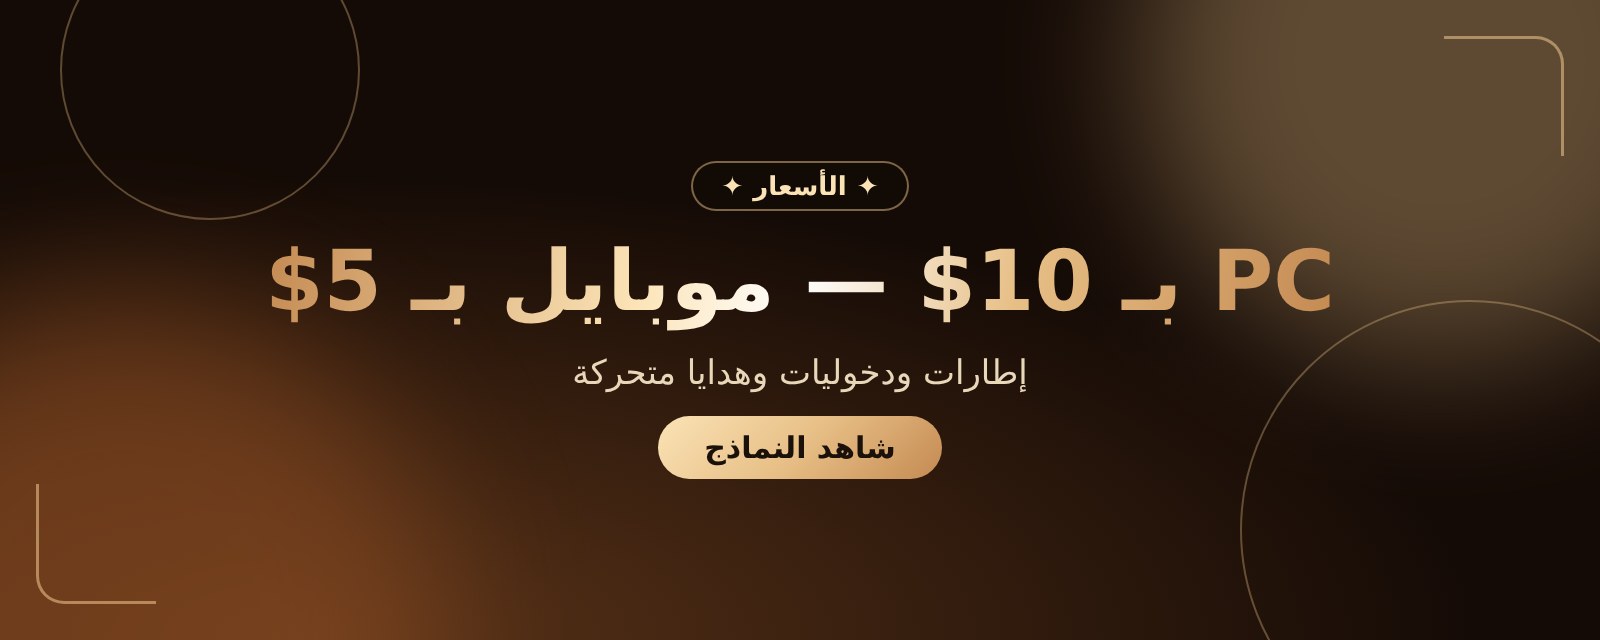 ✦ الأسعار ✦
PC بـ 10$ — موبايل بـ 5$
إطارات ودخوليات وهدايا متحركة
شاهد النماذج